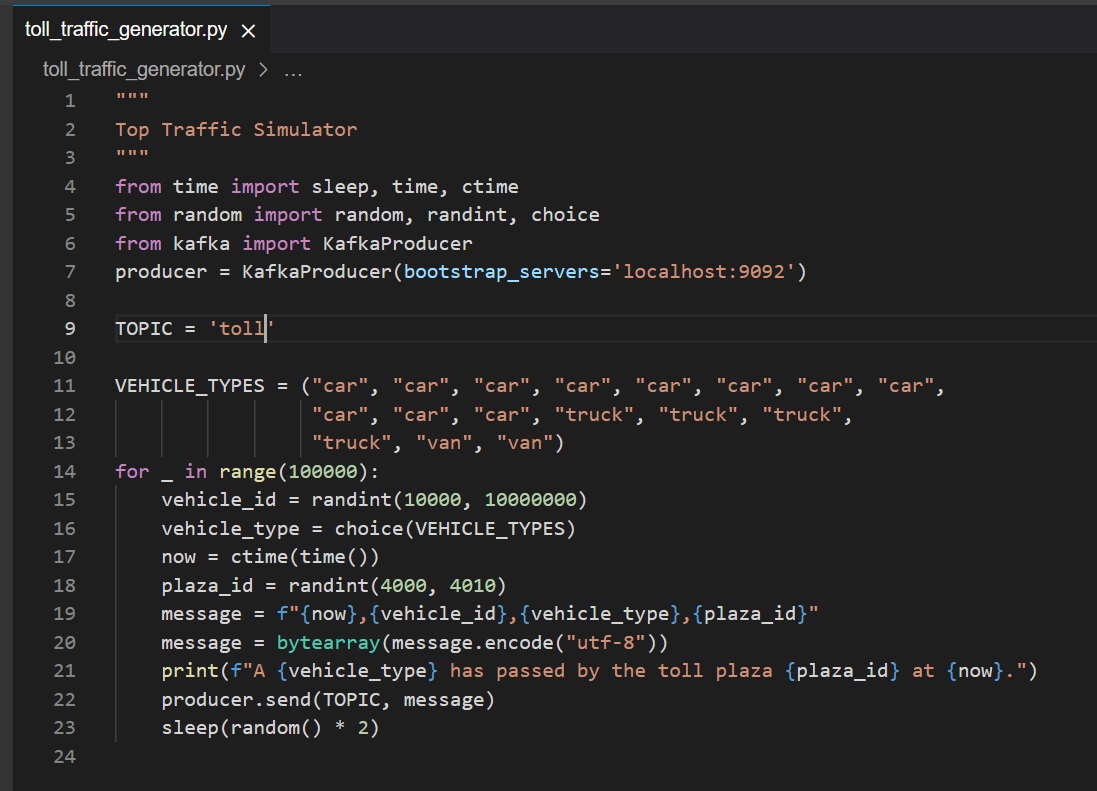 toll_traffic_generator.py ×
toll_traffic_generator.py > ...
1 """
2 Top Traffic Simulator
3 """
4 from time import sleep, time, ctime
5 from random import random, randint, choice
6 from kafka import KafkaProducer
7 producer = KafkaProducer(bootstrap_servers='localhost:9092')
8
9 TOPIC = 'toll'
10
11 VEHICLE_TYPES = ("car", "car", "car", "car", "car", "car", "car", "car",
12                  "car", "car", "car", "truck", "truck", "truck",
13                  "truck", "van", "van")
14 for _ in range(100000):
15     vehicle_id = randint(10000, 10000000)
16     vehicle_type = choice(VEHICLE_TYPES)
17     now = ctime(time())
18     plaza_id = randint(4000, 4010)
19     message = f"{now},{vehicle_id},{vehicle_type},{plaza_id}"
20     message = bytearray(message.encode("utf-8"))
21     print(f"A {vehicle_type} has passed by the toll plaza {plaza_id} at {now}.")
22     producer.send(TOPIC, message)
23     sleep(random() * 2)
24